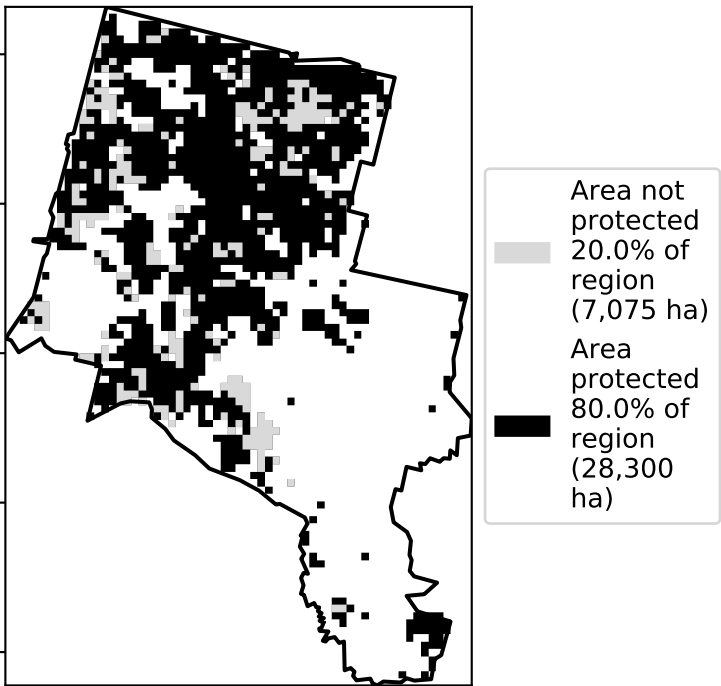 Area not
protected
20.0% of
region
(7,075 ha)
Area
protected
80.0% of
region
(28,300
ha)